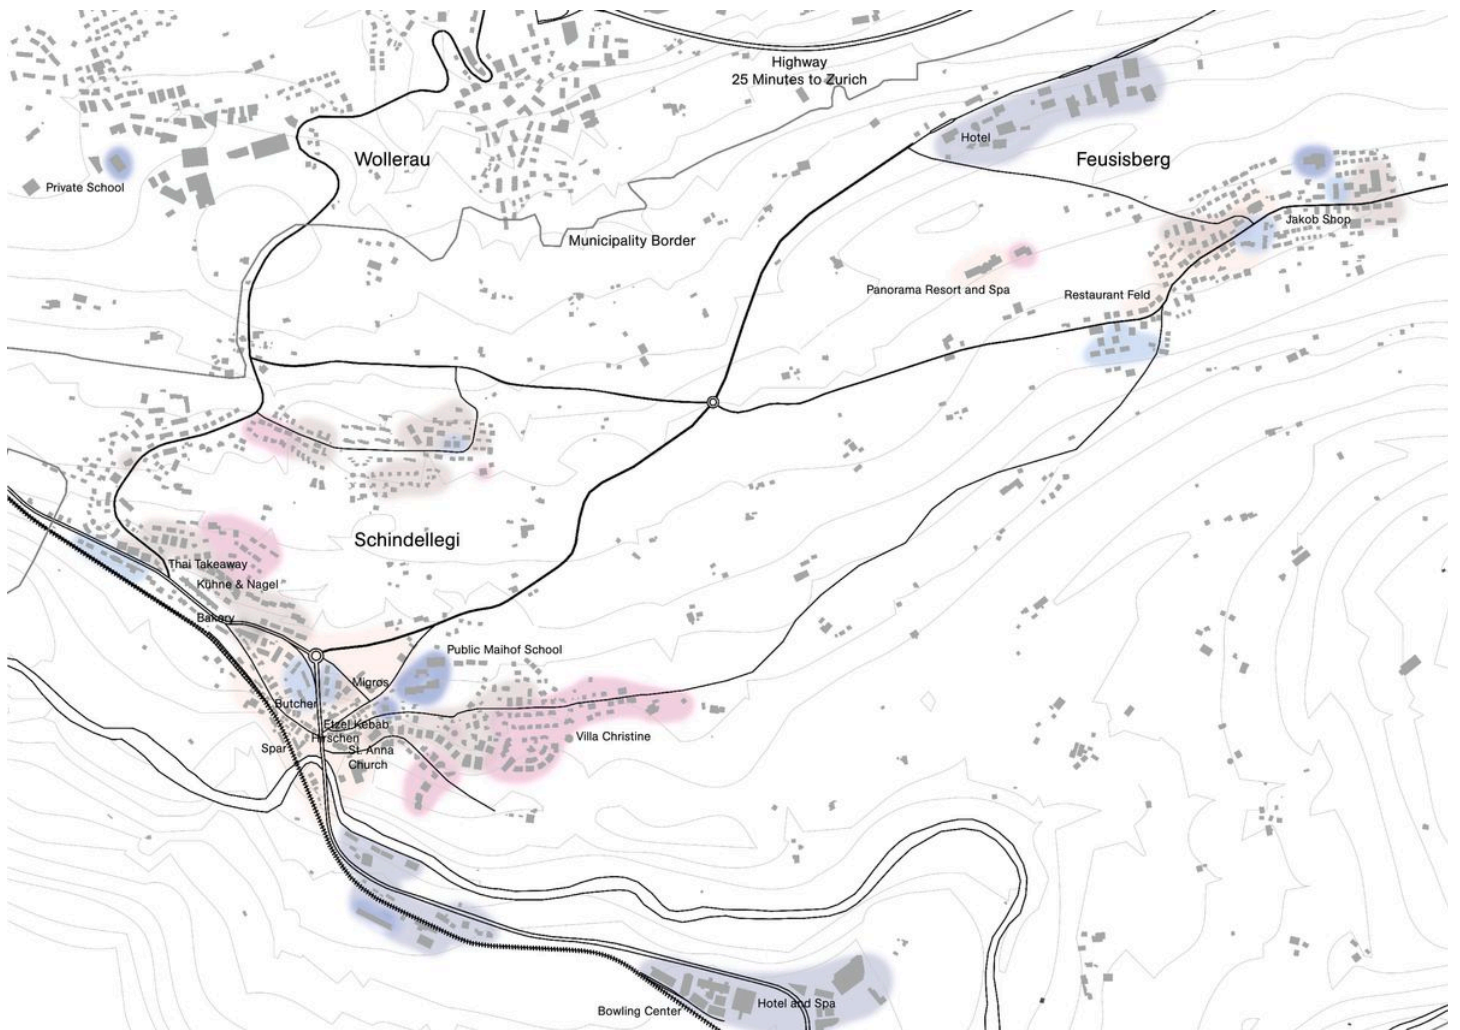 Highway
25 Minutes to Zurich
Hotel
Wollerau
Feusisberg
Private School
Jakob Shop
Municipality Border
Panorama Resort and Spa
Restaurant Feld
Schindellegi
Thai Takeaway
Kühne & Nagel
Bakery
Public Maihof School
Migros
Butcher
Etzel Kebab
Hirschen
Villa Christine
Spar
St. Anna
Church
Hotel and Spa
Bowling Center